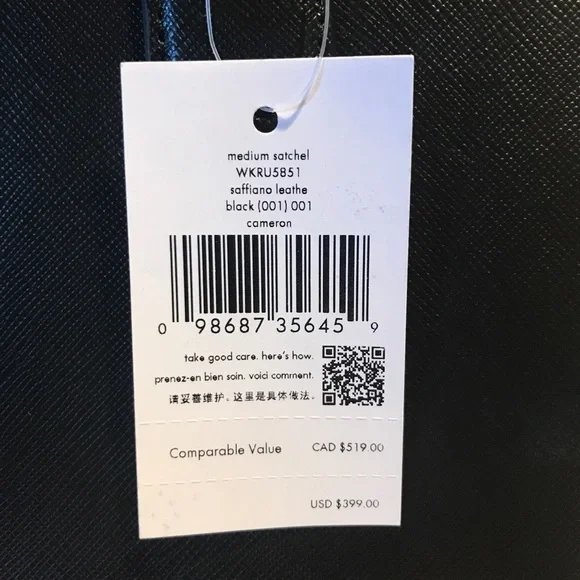 medium satchel
WKRU5851
saffiano leathe
black (001) 001
cameron
0 98687 35645 9
take good care. here's how.
prenez-en bien soin. voici comment.
请妥善维护。这里是具体做法。
Comparable Value CAD $519.00
USD $399.00